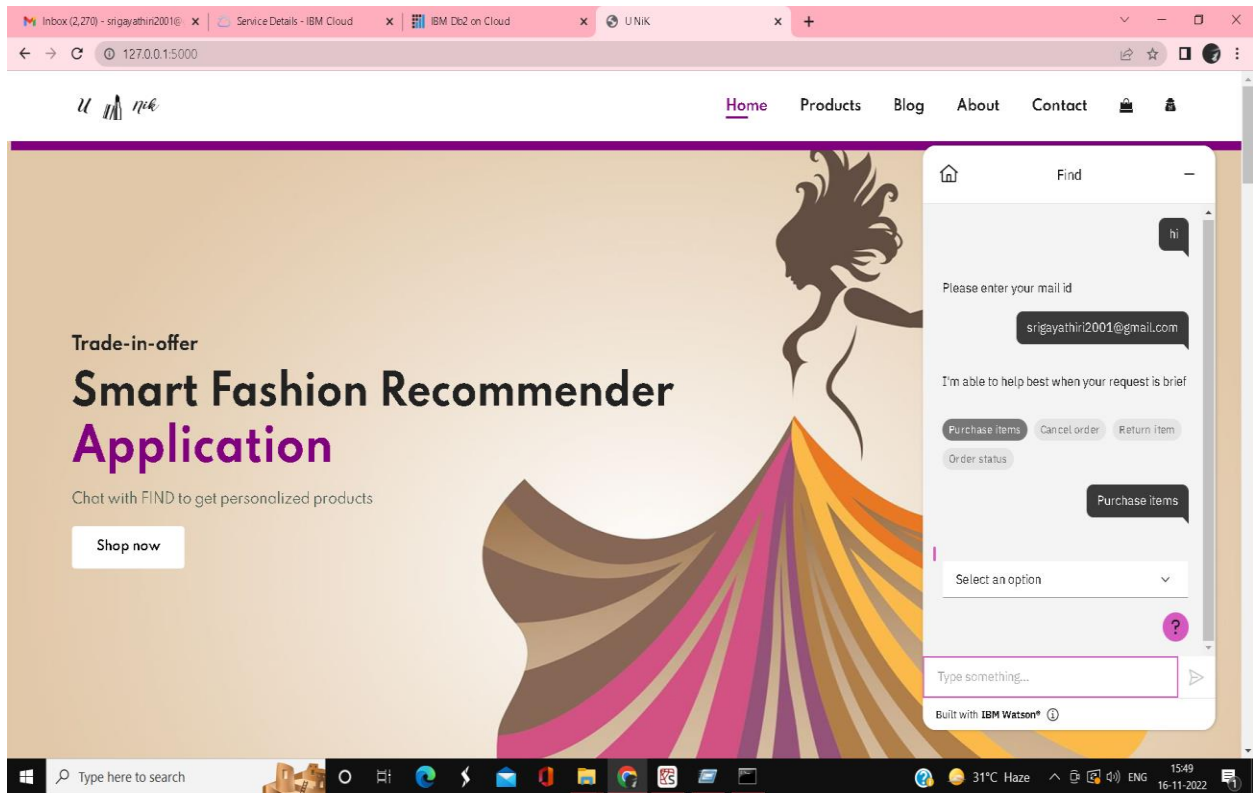 Inbox (2,270) - srigayathiri2001@
Service Details - IBM Cloud
IBM Db2 on Cloud
UNiK
127.0.0.1:5000
U nik
Home Products Blog About Contact
Trade-in-offer
Smart Fashion Recommender
Application
Chat with FIND to get personalized products
Shop now
Find
hi
Please enter your mail id
srigayathiri2001@gmail.com
I'm able to help best when your request is brief
Purchase items Cancel order Return item
Order status
Purchase items
Select an option
?
Type something...
Built with IBM Watson®
Type here to search
31°C Haze
ENG
15:49
16-11-2022
1